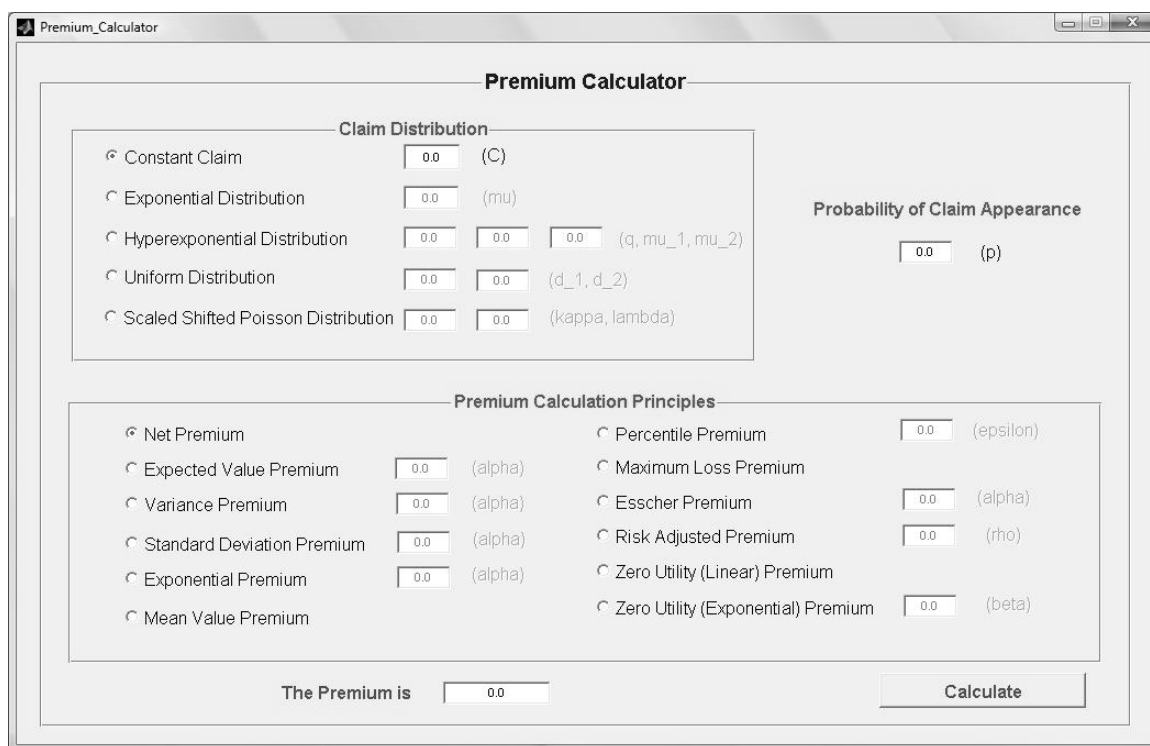 Premium_Calculator
Premium Calculator
Claim Distribution
Constant Claim 0.0 (C)
Exponential Distribution 0.0 (mu)
Hyperexponential Distribution 0.0 0.0 0.0 (q, mu_1, mu_2)
Uniform Distribution 0.0 0.0 (d_1, d_2)
Scaled Shifted Poisson Distribution 0.0 0.0 (kappa, lambda)
Probability of Claim Appearance
0.0 (p)
Premium Calculation Principles
Net Premium
Expected Value Premium 0.0 (alpha)
Variance Premium 0.0 (alpha)
Standard Deviation Premium 0.0 (alpha)
Exponential Premium 0.0 (alpha)
Mean Value Premium
Percentile Premium 0.0 (epsilon)
Maximum Loss Premium
Esscher Premium 0.0 (alpha)
Risk Adjusted Premium 0.0 (rho)
Zero Utility (Linear) Premium
Zero Utility (Exponential) Premium 0.0 (beta)
The Premium is 0.0
Calculate